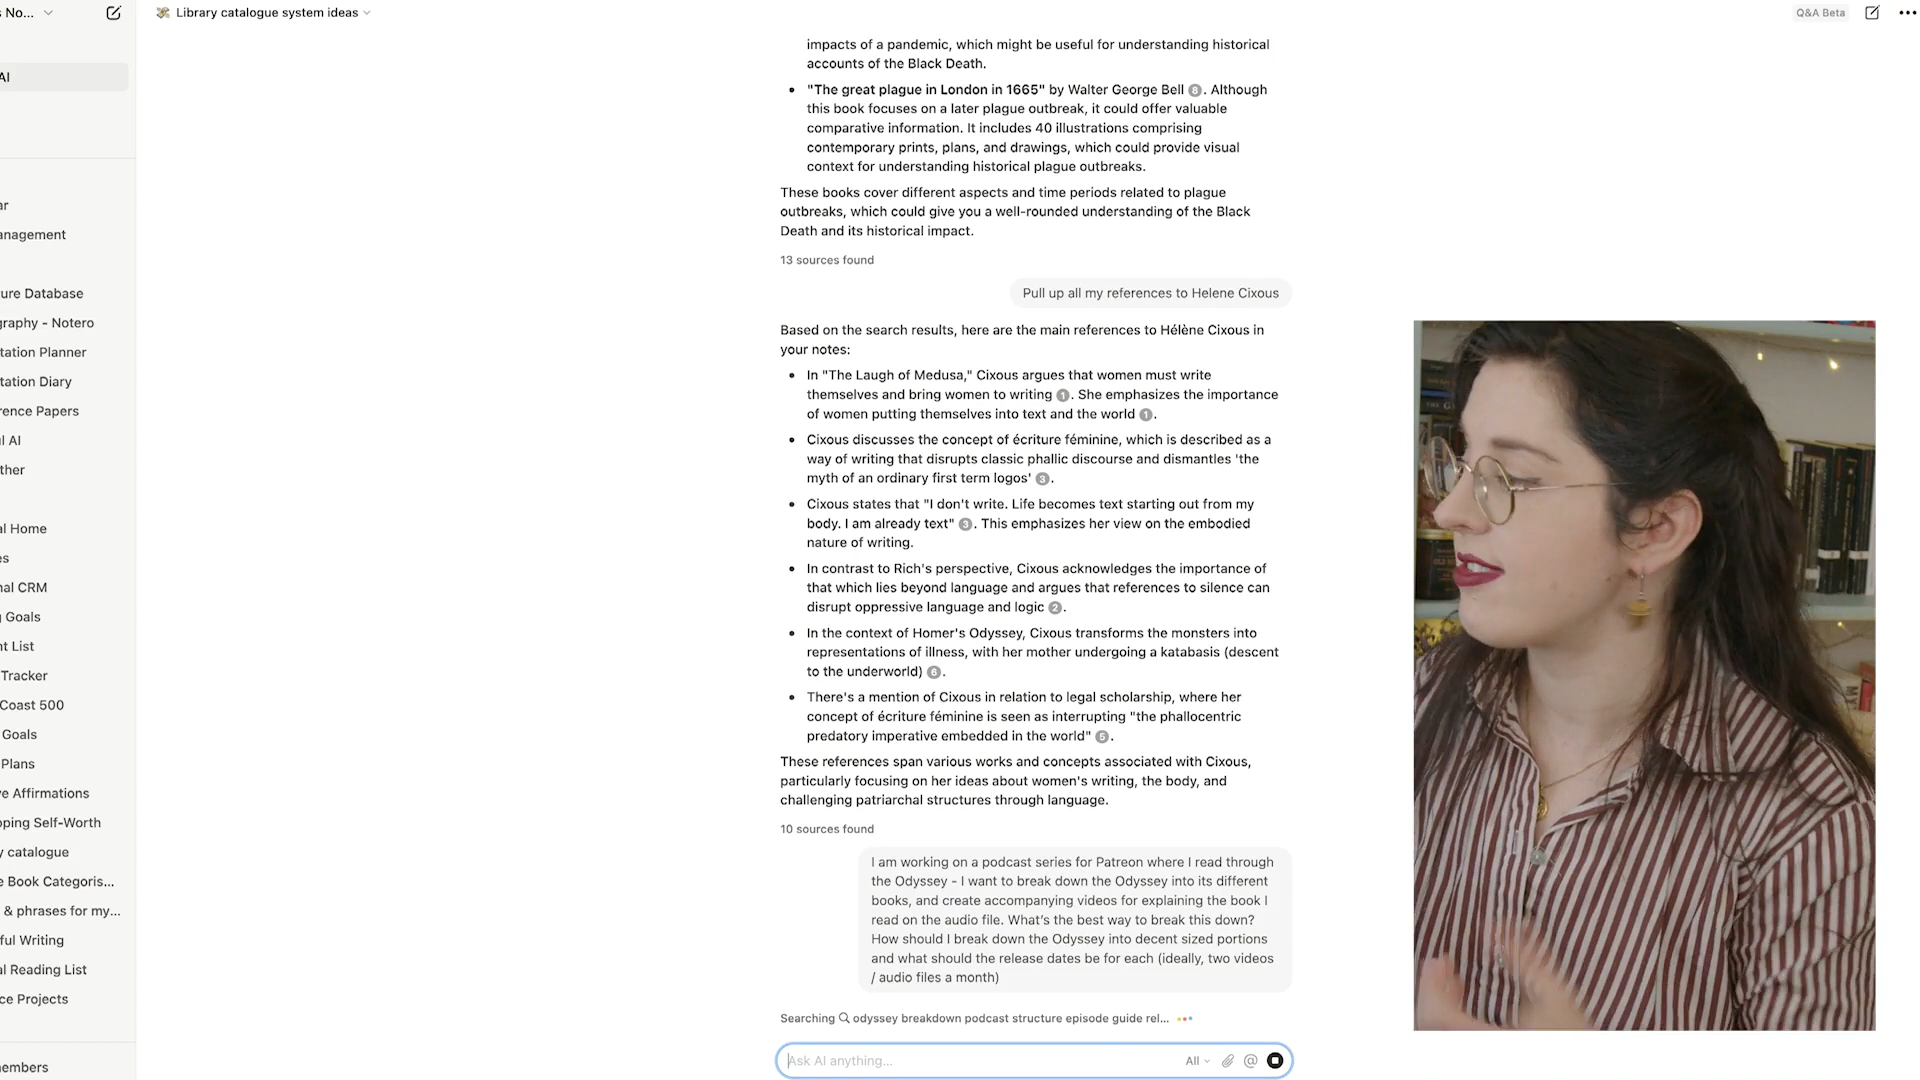 s No...
Library catalogue system ideas
Q&A Beta
AI
ar
anagement
ure Database
graphy - Notero
tation Planner
tation Diary
rence Papers
l AI
ther
al Home
es
nal CRM
g Goals
nt List
Tracker
Coast 500
Goals
Plans
ve Affirmations
oping Self-Worth
y catalogue
e Book Categoris...
& phrases for my...
ful Writing
al Reading List
ce Projects
embers
impacts of a pandemic, which might be useful for understanding historical
accounts of the Black Death.
• "The great plague in London in 1665" by Walter George Bell 8. Although
this book focuses on a later plague outbreak, it could offer valuable
comparative information. It includes 40 illustrations comprising
contemporary prints, plans, and drawings, which could provide visual
context for understanding historical plague outbreaks.
These books cover different aspects and time periods related to plague
outbreaks, which could give you a well-rounded understanding of the Black
Death and its historical impact.
13 sources found
Pull up all my references to Helene Cixous
Based on the search results, here are the main references to Hélène Cixous in
your notes:
• In "The Laugh of Medusa," Cixous argues that women must write
themselves and bring women to writing 1. She emphasizes the importance
of women putting themselves into text and the world 1.
• Cixous discusses the concept of écriture féminine, which is described as a
way of writing that disrupts classic phallic discourse and dismantles 'the
myth of an ordinary first term logos' 3.
• Cixous states that "I don't write. Life becomes text starting out from my
body. I am already text" 3. This emphasizes her view on the embodied
nature of writing.
• In contrast to Rich's perspective, Cixous acknowledges the importance of
that which lies beyond language and argues that references to silence can
disrupt oppressive language and logic 2.
• In the context of Homer's Odyssey, Cixous transforms the monsters into
representations of illness, with her mother undergoing a katabasis (descent
to the underworld) 6.
• There's a mention of Cixous in relation to legal scholarship, where her
concept of écriture féminine is seen as interrupting "the phallocentric
predatory imperative embedded in the world" 5.
These references span various works and concepts associated with Cixous,
particularly focusing on her ideas about women's writing, the body, and
challenging patriarchal structures through language.
10 sources found
I am working on a podcast series for Patreon where I read through
the Odyssey - I want to break down the Odyssey into its different
books, and create accompanying videos for explaining the book I
read on the audio file. What's the best way to break this down?
How should I break down the Odyssey into decent sized portions
and what should the release dates be for each (ideally, two videos
/ audio files a month)
Searching odyssey breakdown podcast structure episode guide rel...
Ask AI anything...
All